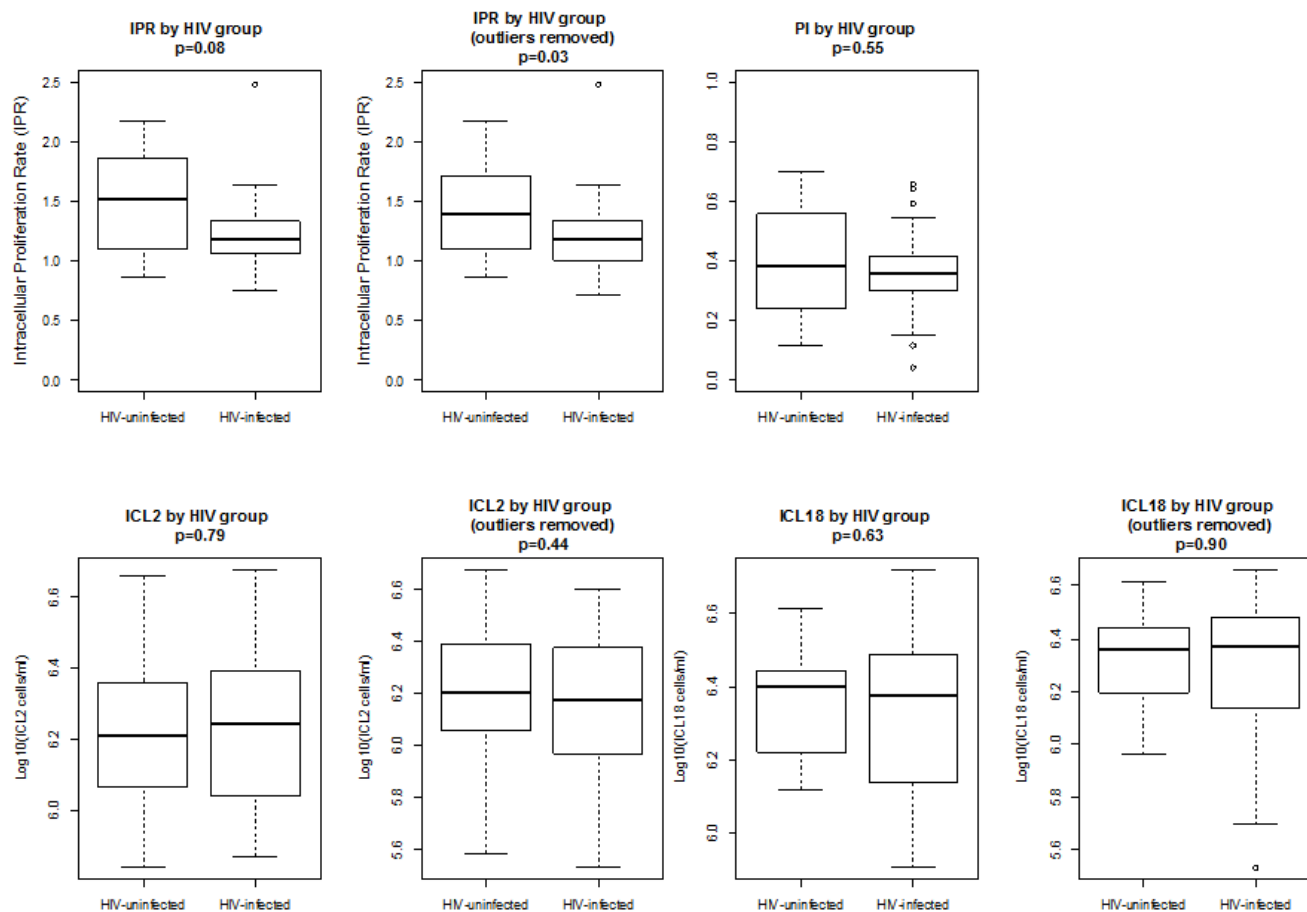 IPR by HIV group
p=0.08
Intracellular Proliferation Rate (IPR)
2.5
2.0
1.5
1.0
0.5
0.0
HIV-uninfected
HIV-infected
IPR by HIV group
(outliers removed)
p=0.03
Intracellular Proliferation Rate (IPR)
2.5
2.0
1.5
1.0
0.5
0.0
HIV-uninfected
HIV-infected
PI by HIV group
p=0.55
1.0
0.8
0.6
0.4
0.2
0.0
HIV-uninfected
HIV-infected
ICL2 by HIV group
p=0.79
Log10(ICL2 cells/ml)
6.6
6.4
6.2
6.0
HIV-uninfected
HIV-infected
ICL2 by HIV group
(outliers removed)
p=0.44
Log10(ICL2 cells/ml)
6.6
6.4
6.2
6.0
5.8
5.6
HIV-uninfected
HIV-infected
ICL18 by HIV group
p=0.63
Log10(ICL18 cells/ml)
6.6
6.4
6.2
6.0
HIV-uninfected
HIV-infected
ICL18 by HIV group
(outliers removed)
p=0.90
Log10(ICL18 cells/ml)
6.6
6.4
6.2
6.0
5.8
5.6
HIV-uninfected
HIV-infected